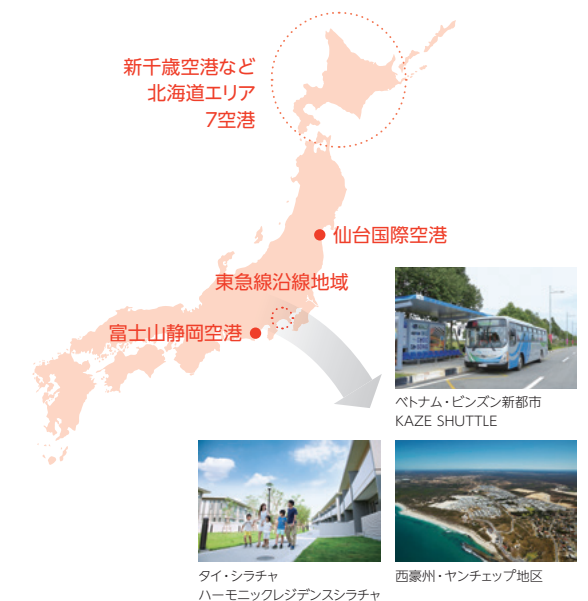 新千歳空港など
北海道エリア
7空港
仙台国際空港
東急線沿線地域
富士山静岡空港
ベトナム・ビンズン新都市
KAZE SHUTTLE
タイ・シラチャ
ハーモニックレジデンスシラチャ
西豪州・ヤンチェップ地区